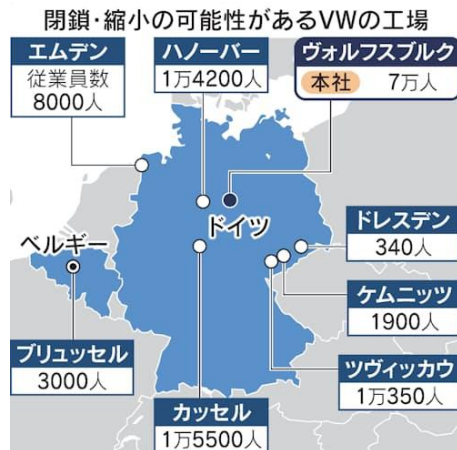 閉鎖・縮小の可能性があるVWの工場
エムデン
従業員数
8000人
ハノーバー
1万4200人
ヴォルフスブルク
本社 7万人
ドイツ
ベルギー
ドレスデン
340人
ケムニッツ
1900人
ブリュッセル
3000人
ツヴィッカウ
1万350人
カッセル
1万5500人